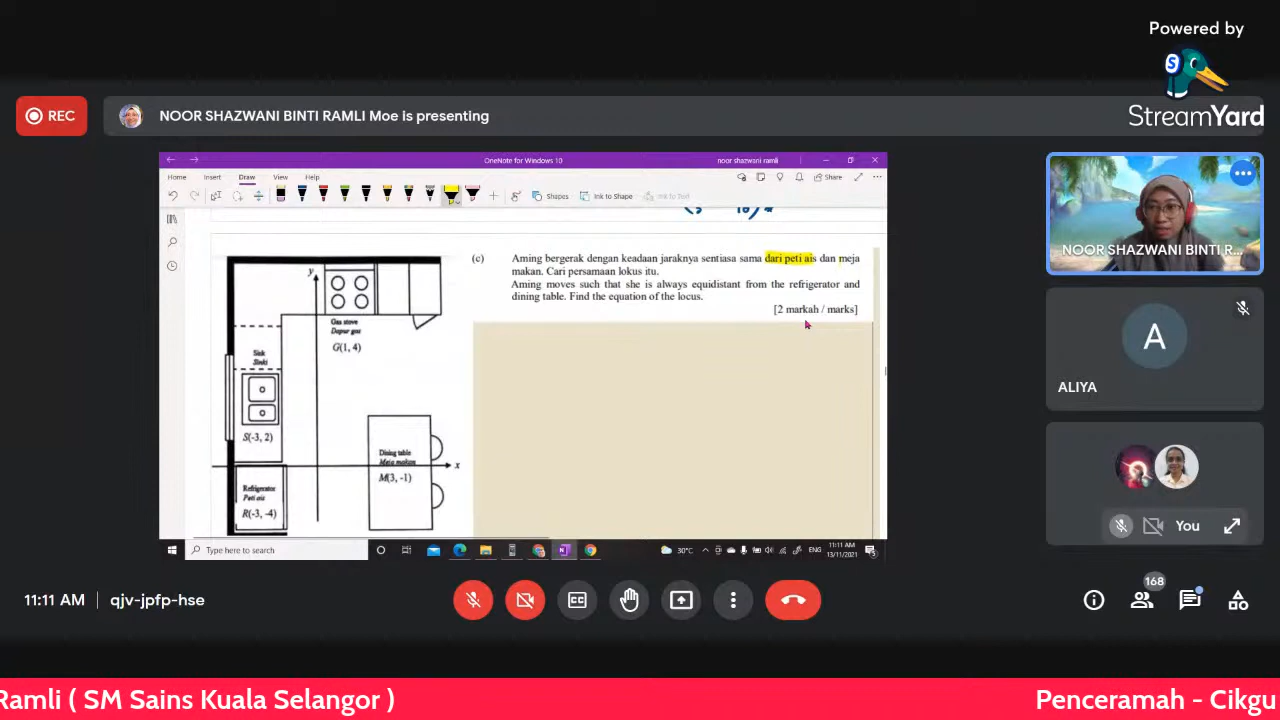 Powered by
S
StreamYard
REC
NOOR SHAZWANI BINTI RAMLI Moe is presenting
OneNote for Windows 10
noor shazwani ramli
Home Insert Draw View Help
Share
Shapes
Ink to Shape
Ink to Text
(c) Aming bergerak dengan keadaan jaraknya sentiasa sama dari peti ais dan meja
makan. Cari persamaan lokus itu.
Aming moves such that she is always equidistant from the refrigerator and
dining table. Find the equation of the locus.
[2 markah / marks]
y
Gas stove
Dapur gas
G(1, 4)
Sink
Sinki
S(-3, 2)
x
Dining table
Meja makan
M(3, -1)
Refrigerator
Peti ais
R(-3, -4)
Type here to search
30°C
ENG
11:11 AM
13/11/2021
NOOR SHAZWANI BINTI R...
A
ALIYA
You
11:11 AM | qjv-jpfp-hse
168
Ramli ( SM Sains Kuala Selangor )
Penceramah - Cikgu